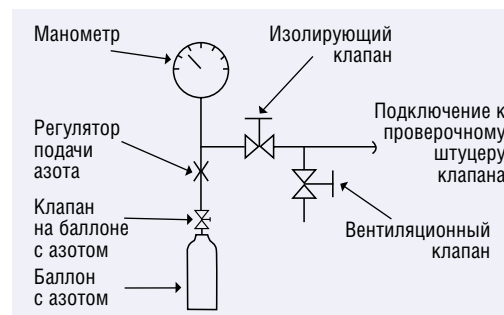 Манометр
Изолирующий
клапан
Подключение к
проверочному
штуцеру
клапана
Регулятор
подачи
азота
Клапан
на баллоне
с азотом
Вентиляционный
клапан
Баллон
с азотом